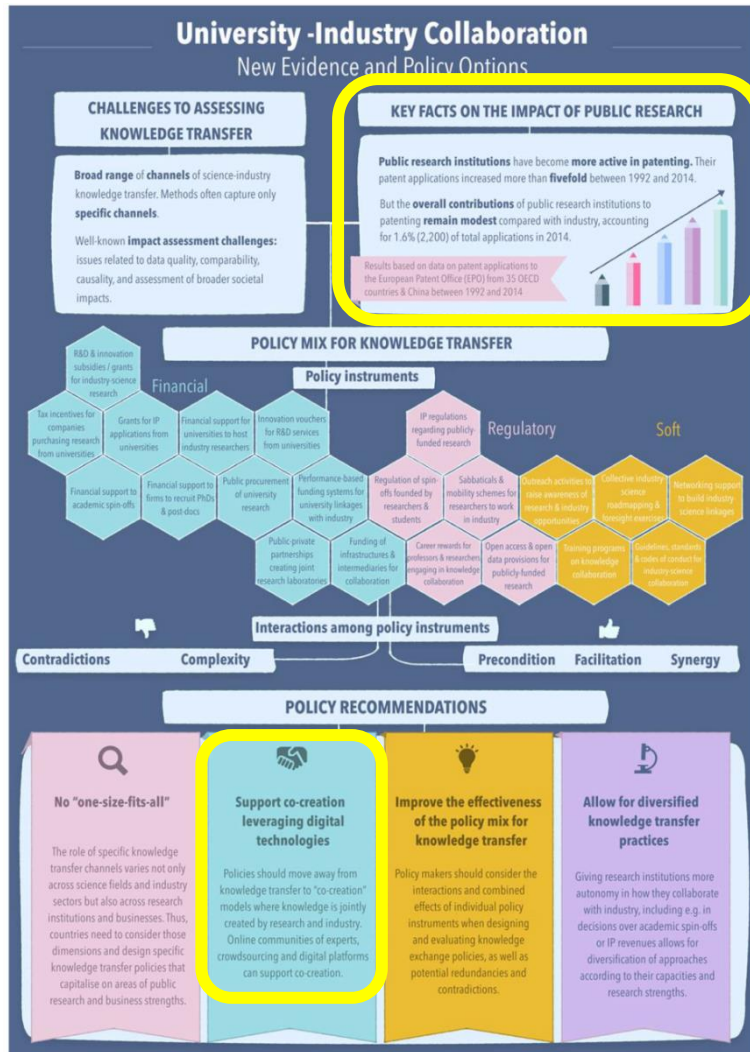 University -Industry Collaboration
New Evidence and Policy Options
CHALLENGES TO ASSESSING
KNOWLEDGE TRANSFER
Broad range of channels of science-industry
knowledge transfer. Methods often capture only
specific channels.
Well-known impact assessment challenges:
issues related to data quality, comparability,
causality, and assessment of broader societal
impacts.
KEY FACTS ON THE IMPACT OF PUBLIC RESEARCH
Public research institutions have become more active in patenting. Their
patent applications increased more than fivefold between 1992 and 2014.
But the overall contributions of public research institutions to
patenting remain modest compared with industry, accounting
for 1.6% (2,200) of total applications in 2014.
Results based on data on patent applications to
the European Patent Office (EPO) from 35 OECD
countries & China between 1992 and 2014
POLICY MIX FOR KNOWLEDGE TRANSFER
Policy instruments
Financial
Regulatory
Soft
R&D & innovation
subsidies / grants
for industry-science
research
Tax incentives for
companies
purchasing research
from universities
Grants for IP
applications from
universities
Financial support for
universities to host
industry researchers
Innovation vouchers
for R&D services
from universities
Financial support to
academic spin-offs
Financial support to
firms to recruit PhDs
& post-docs
Public procurement
of university
research
Performance-based
funding systems for
university linkages
with industry
Public private
partnerships
creating joint
research laboratories
Funding of
infrastructures &
intermediaries for
collaboration
IP regulations
regarding publicly-
funded research
Regulation of spin-
offs founded by
researchers &
students
Sabbaticals &
mobility schemes for
researchers to work
in industry
Career rewards for
professors & researchers
engaging in knowledge
collaboration
Open access & open
data provisions for
publicly-funded
research
Outreach activities to
raise awareness of
research & industry
opportunities
Collective industry
science
roadmapping &
foresight exercises
Networking support
to build industry
science linkages
Training programs
on knowledge
collaboration
Guidelines, standards
& codes of conduct for
industry-science
collaboration
Interactions among policy instruments
Contradictions Complexity
Precondition Facilitation Synergy
POLICY RECOMMENDATIONS
No "one-size-fits-all"
The role of specific knowledge
transfer channels varies not only
across science fields and industry
sectors but also across research
institutions and businesses. Thus,
countries need to consider those
dimensions and design specific
knowledge transfer policies that
capitalise on areas of public
research and business strengths.
Support co-creation
leveraging digital
technologies
Policies should move away from
knowledge transfer to "co-creation"
models where knowledge is jointly
created by research and industry.
Online communities of experts,
crowdsourcing and digital platforms
can support co-creation.
Improve the effectiveness
of the policy mix for
knowledge transfer
Policy makers should consider the
interactions and combined
effects of individual policy
instruments when designing
and evaluating knowledge
exchange policies, as well as
potential redundancies and
contradictions.
Allow for diversified
knowledge transfer
practices
Giving research institutions more
autonomy in how they collaborate
with industry, including e.g. in
decisions over academic spin-offs
or IP revenues allows for
diversification of approaches
according to their capacities and
research strengths.